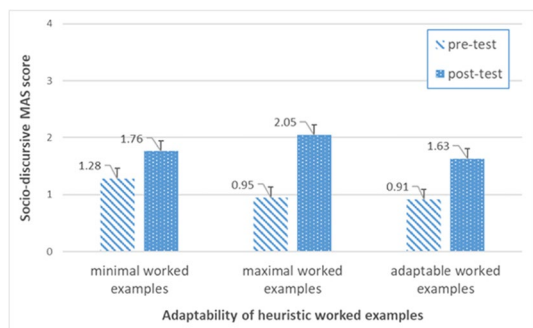 4
pre-test
post-test
3
2
1
0
Socio-discursive MAS score
1.28
1.76
0.95
2.05
0.91
1.63
minimal worked
examples
maximal worked
examples
adaptable worked
examples
Adaptability of heuristic worked examples